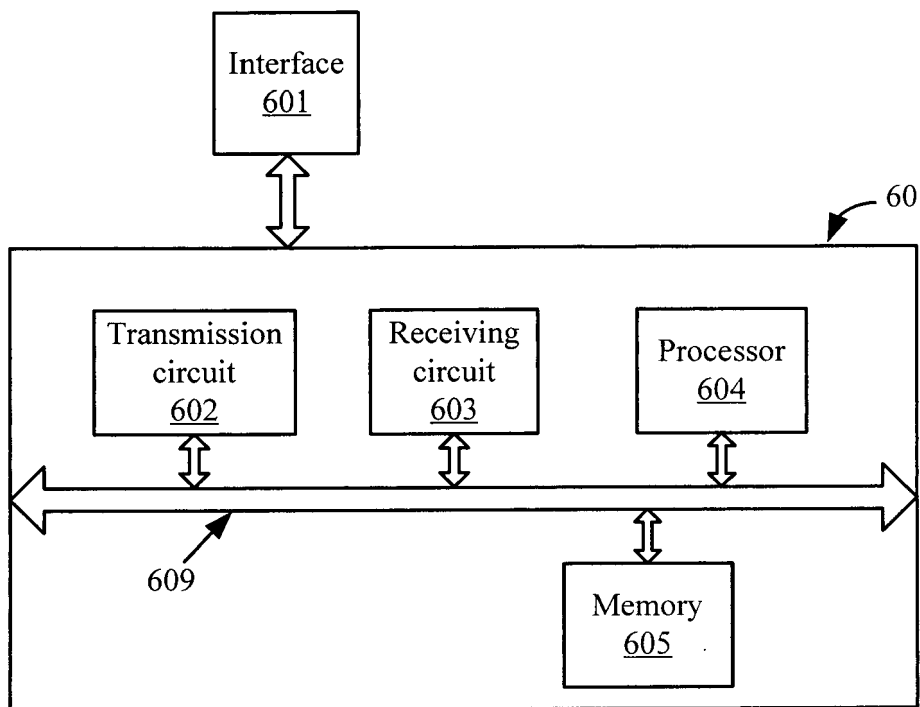 Interface
601
60
Transmission
circuit
602
Receiving
circuit
603
Processor
604
609
Memory
605